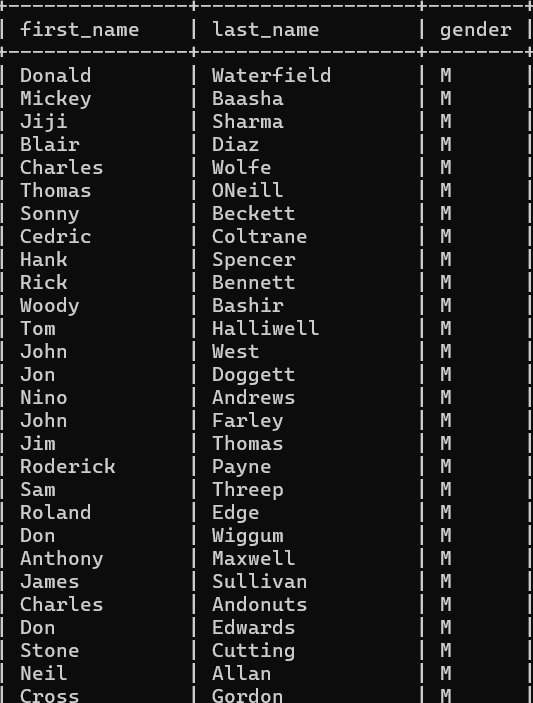 +--------------+------------------+--------+
| first_name | last_name | gender |
+--------------+------------------+--------+
| Donald | Waterfield | M |
| Mickey | Baasha | M |
| Jiji | Sharma | M |
| Blair | Diaz | M |
| Charles | Wolfe | M |
| Thomas | ONeill | M |
| Sonny | Beckett | M |
| Cedric | Coltrane | M |
| Hank | Spencer | M |
| Rick | Bennett | M |
| Woody | Bashir | M |
| Tom | Halliwell | M |
| John | West | M |
| Jon | Doggett | M |
| Nino | Andrews | M |
| John | Farley | M |
| Jim | Thomas | M |
| Roderick | Payne | M |
| Sam | Threep | M |
| Roland | Edge | M |
| Don | Wiggum | M |
| Anthony | Maxwell | M |
| James | Sullivan | M |
| Charles | Andonuts | M |
| Don | Edwards | M |
| Stone | Cutting | M |
| Neil | Allan | M |
| Cross | Gordon | M |